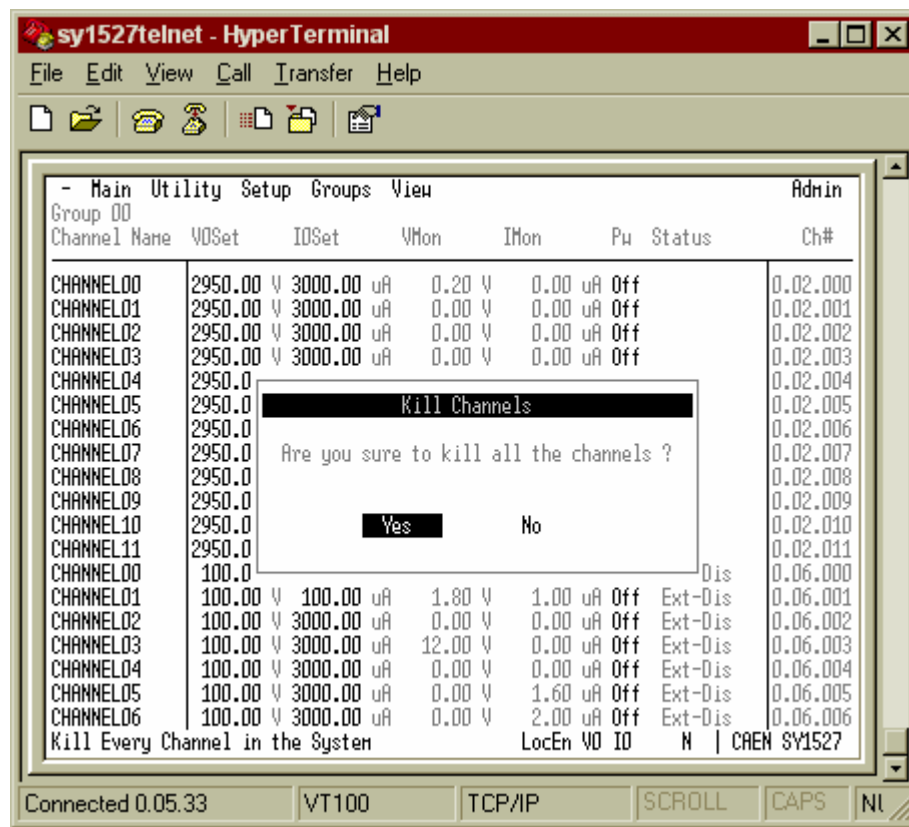 sy1527telnet - HyperTerminal
File Edit View Call Transfer Help
- Main Utility Setup Groups View Admin
Group 00
Channel Name V0Set I0Set VMon IMon Pw Status Ch#
CHANNEL00 2950.00 V 3000.00 uA 0.20 V 0.00 uA Off 0.02.000
CHANNEL01 2950.00 V 3000.00 uA 0.00 V 0.00 uA Off 0.02.001
CHANNEL02 2950.00 V 3000.00 uA 0.00 V 0.00 uA Off 0.02.002
CHANNEL03 2950.00 V 3000.00 uA 0.00 V 0.00 uA Off 0.02.003
CHANNEL04 2950.0 0.02.004
CHANNEL05 2950.0 Kill Channels 0.02.005
CHANNEL06 2950.0 0.02.006
CHANNEL07 2950.0 Are you sure to kill all the channels ? 0.02.007
CHANNEL08 2950.0 0.02.008
CHANNEL09 2950.0 0.02.009
CHANNEL10 2950.0 Yes No 0.02.010
CHANNEL11 2950.0 0.02.011
CHANNEL00 100.0 Dis 0.06.000
CHANNEL01 100.00 V 100.00 uA 1.80 V 1.00 uA Off Ext-Dis 0.06.001
CHANNEL02 100.00 V 3000.00 uA 0.00 V 0.00 uA Off Ext-Dis 0.06.002
CHANNEL03 100.00 V 3000.00 uA 12.00 V 0.00 uA Off Ext-Dis 0.06.003
CHANNEL04 100.00 V 3000.00 uA 0.00 V 0.00 uA Off Ext-Dis 0.06.004
CHANNEL05 100.00 V 3000.00 uA 0.00 V 1.60 uA Off Ext-Dis 0.06.005
CHANNEL06 100.00 V 3000.00 uA 0.00 V 2.00 uA Off Ext-Dis 0.06.006
Kill Every Channel in the System LocEn V0 I0 N | CAEN SY1527
Connected 0.05.33 VT100 TCP/IP SCROLL CAPS